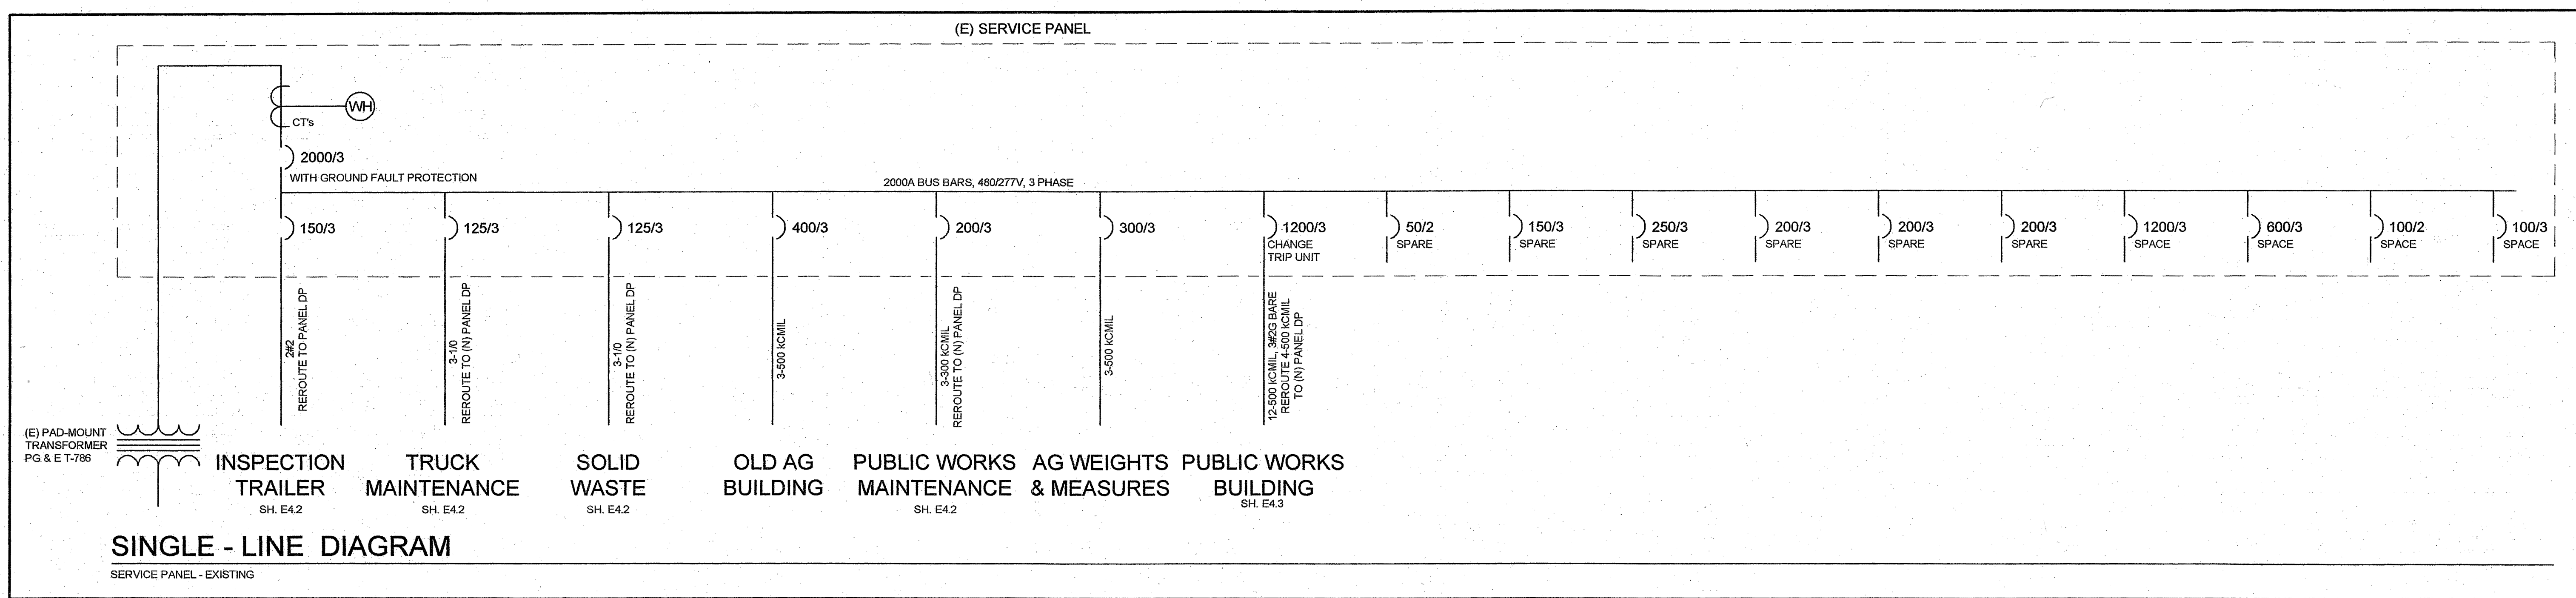 (E) SERVICE PANEL
WH
CT's
2000/3
WITH GROUND FAULT PROTECTION
2000A BUS BARS, 480/277V, 3 PHASE
150/3
125/3
125/3
400/3
200/3
300/3
1200/3
CHANGE
TRIP UNIT
50/2
SPARE
150/3
SPARE
250/3
SPARE
200/3
SPARE
200/3
SPARE
200/3
SPARE
1200/3
SPACE
600/3
SPACE
100/2
SPACE
100/3
SPACE
2#2
REROUTE TO PANEL DP
3-1/0
REROUTE TO (N) PANEL DP
3-1/0
REROUTE TO (N) PANEL DP
3-500 kCMIL
3-300 kCMIL
REROUTE TO (N) PANEL DP
3-500 kCMIL
12-500 kCMIL, 3#2G BARE
REROUTE 4-500 kCMIL
TO (N) PANEL DP
(E) PAD-MOUNT
TRANSFORMER
PG & E T-786
INSPECTION
TRAILER
SH. E4.2
TRUCK
MAINTENANCE
SH. E4.2
SOLID
WASTE
SH. E4.2
OLD AG
BUILDING
PUBLIC WORKS
MAINTENANCE
SH. E4.2
AG WEIGHTS
& MEASURES
PUBLIC WORKS
BUILDING
SH. E4.3
SINGLE - LINE DIAGRAM
SERVICE PANEL - EXISTING